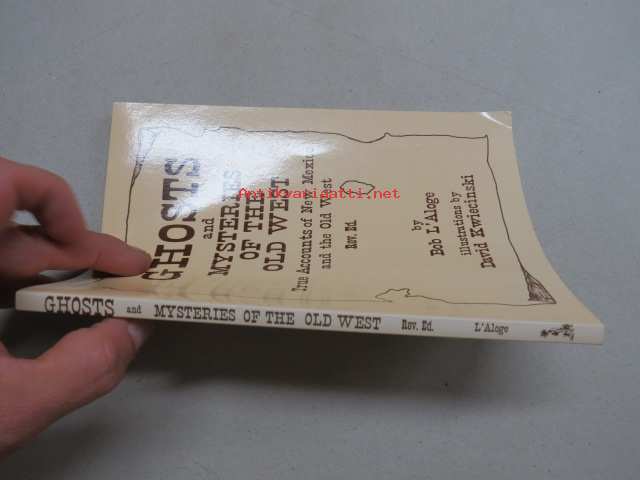 GHOSTS
and
MYSTERIES
OF THE
OLD WEST
True Accounts of New Mexico
and the Old West
Rev. Ed.
by
Bob L'Aloge
illustrations by
David Kwiecinski
GHOSTS and MYSTERIES OF THE OLD WEST Rev. Ed. L'Aloge
Antikvariaatti.net